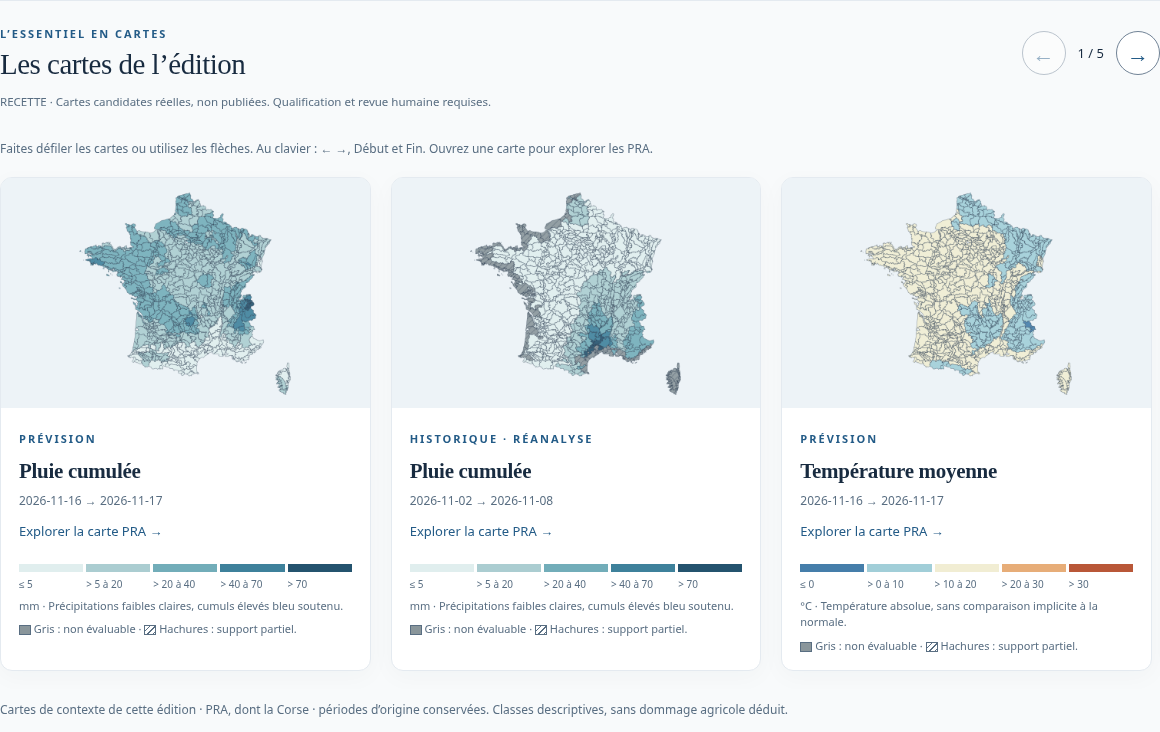 L’ESSENTIEL EN CARTES
Les cartes de l’édition
← 1 / 5 →
RECETTE · Cartes candidates réelles, non publiées. Qualification et revue humaine requises.
Faites défiler les cartes ou utilisez les flèches. Au clavier : ← →, Début et Fin. Ouvrez une carte pour explorer les PRA.
PRÉVISION
Pluie cumulée
2026-11-16 → 2026-11-17
Explorer la carte PRA →
≤ 5 > 5 à 20 > 20 à 40 > 40 à 70 > 70
mm · Précipitations faibles claires, cumuls élevés bleu soutenu.
Gris : non évaluable · Hachures : support partiel.
HISTORIQUE · RÉANALYSE
Pluie cumulée
2026-11-02 → 2026-11-08
Explorer la carte PRA →
≤ 5 > 5 à 20 > 20 à 40 > 40 à 70 > 70
mm · Précipitations faibles claires, cumuls élevés bleu soutenu.
Gris : non évaluable · Hachures : support partiel.
PRÉVISION
Température moyenne
2026-11-16 → 2026-11-17
Explorer la carte PRA →
≤ 0 > 0 à 10 > 10 à 20 > 20 à 30 > 30
°C · Température absolue, sans comparaison implicite à la
normale.
Gris : non évaluable · Hachures : support partiel.
Cartes de contexte de cette édition · PRA, dont la Corse · périodes d’origine conservées. Classes descriptives, sans dommage agricole déduit.